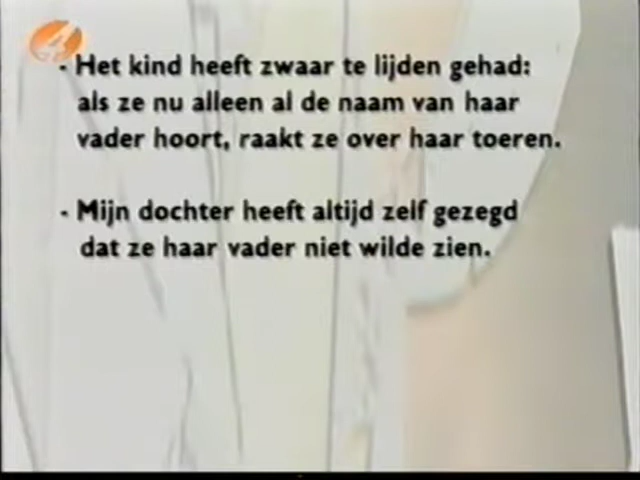 - Het kind heeft zwaar te lijden gehad:
als ze nu alleen al de naam van haar
vader hoort, raakt ze over haar toeren.
- Mijn dochter heeft altijd zelf gezegd
dat ze haar vader niet wilde zien.